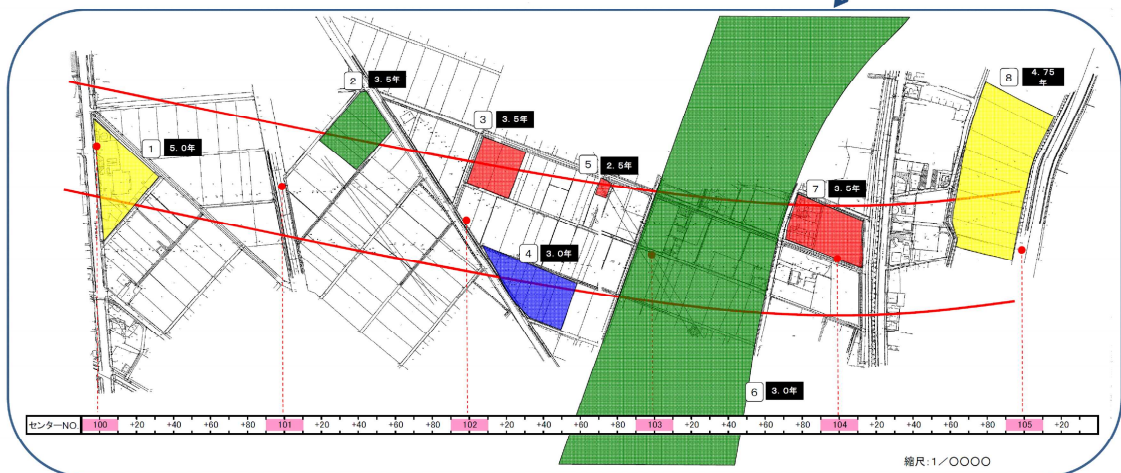 1 5.0年
2 3.5年
3 3.5年
4 3.0年
5 2.5年
6 3.0年
7 3.5年
8 4.75年
センターNO. 100 +20 +40 +60 +80 101 +20 +40 +60 +80 102 +20 +40 +60 +80 103 +20 +40 +60 +80 104 +20 +40 +60 +80 105 +20
縮尺:1/〇〇〇〇